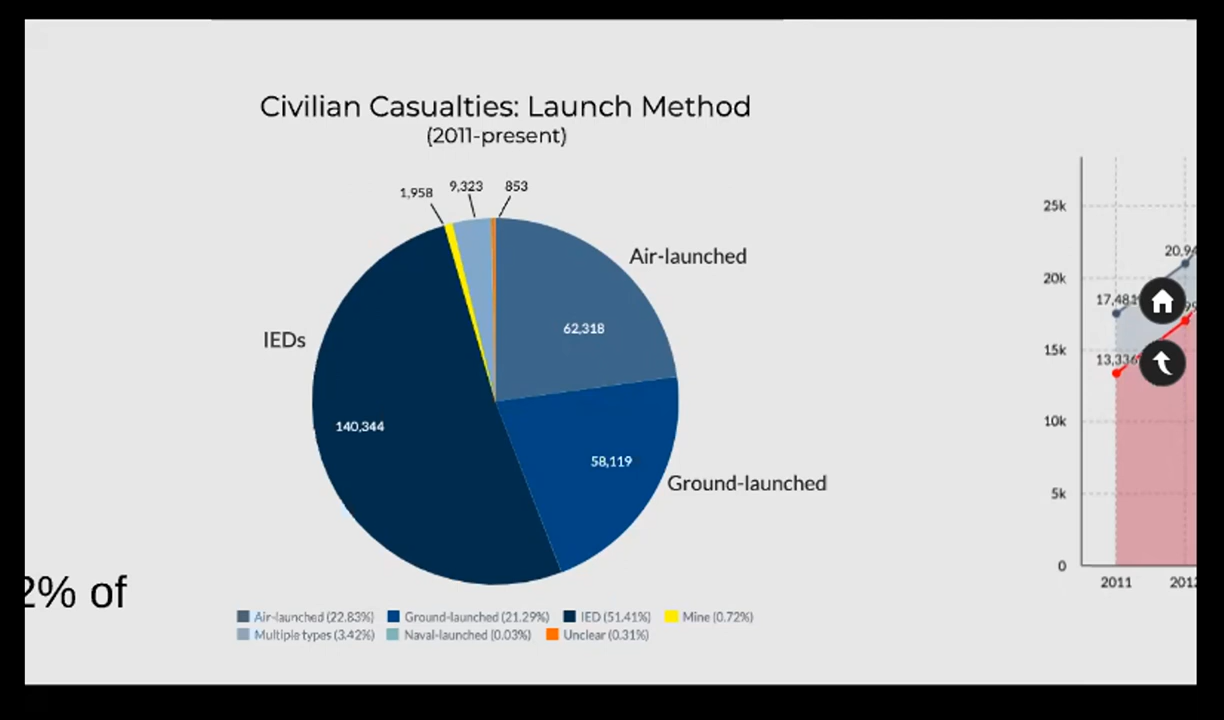 Civilian Casualties: Launch Method
(2011-present)
1,958
9,323
853
Air-launched
62,318
IEDs
140,344
58,119
Ground-launched
Air-launched (22.83%) Ground-launched (21.29%) IED (51.41%) Mine (0.72%)
Multiple types (3.42%) Naval-launched (0.03%) Unclear (0.31%)
% of
25k
20k
15k
10k
5k
0
20,94
17,481
13,336
2011